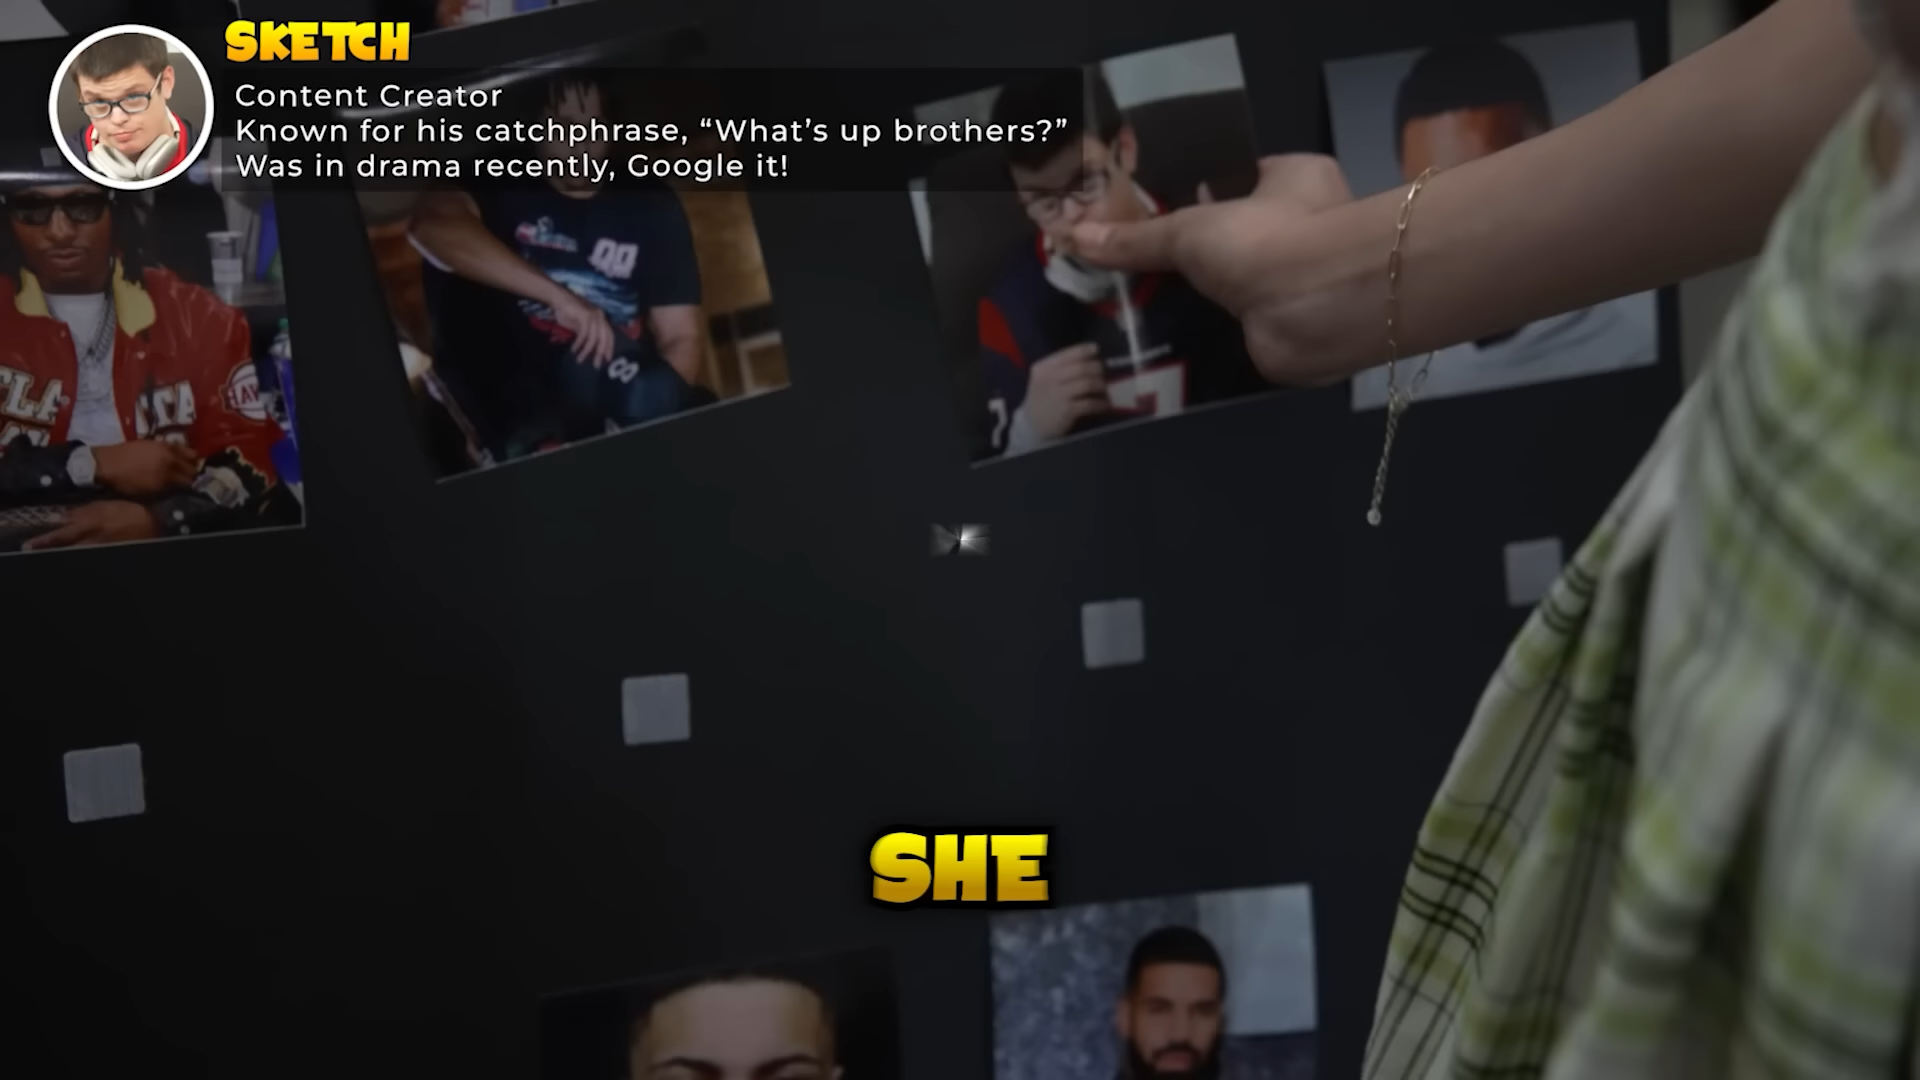 SKETCH
Content Creator
Known for his catchphrase, “What’s up brothers?”
Was in drama recently, Google it!
SHE